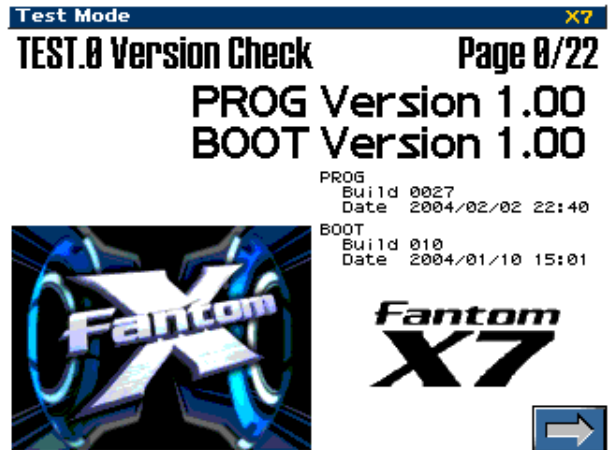 Test Mode X7
TEST.0 Version Check Page 0/22
PROG Version 1.00
BOOT Version 1.00
PROG
Build 0027
Date 2004/02/02 22:40
BOOT
Build 010
Date 2004/01/10 15:01
Fantom X
Fantom
X7